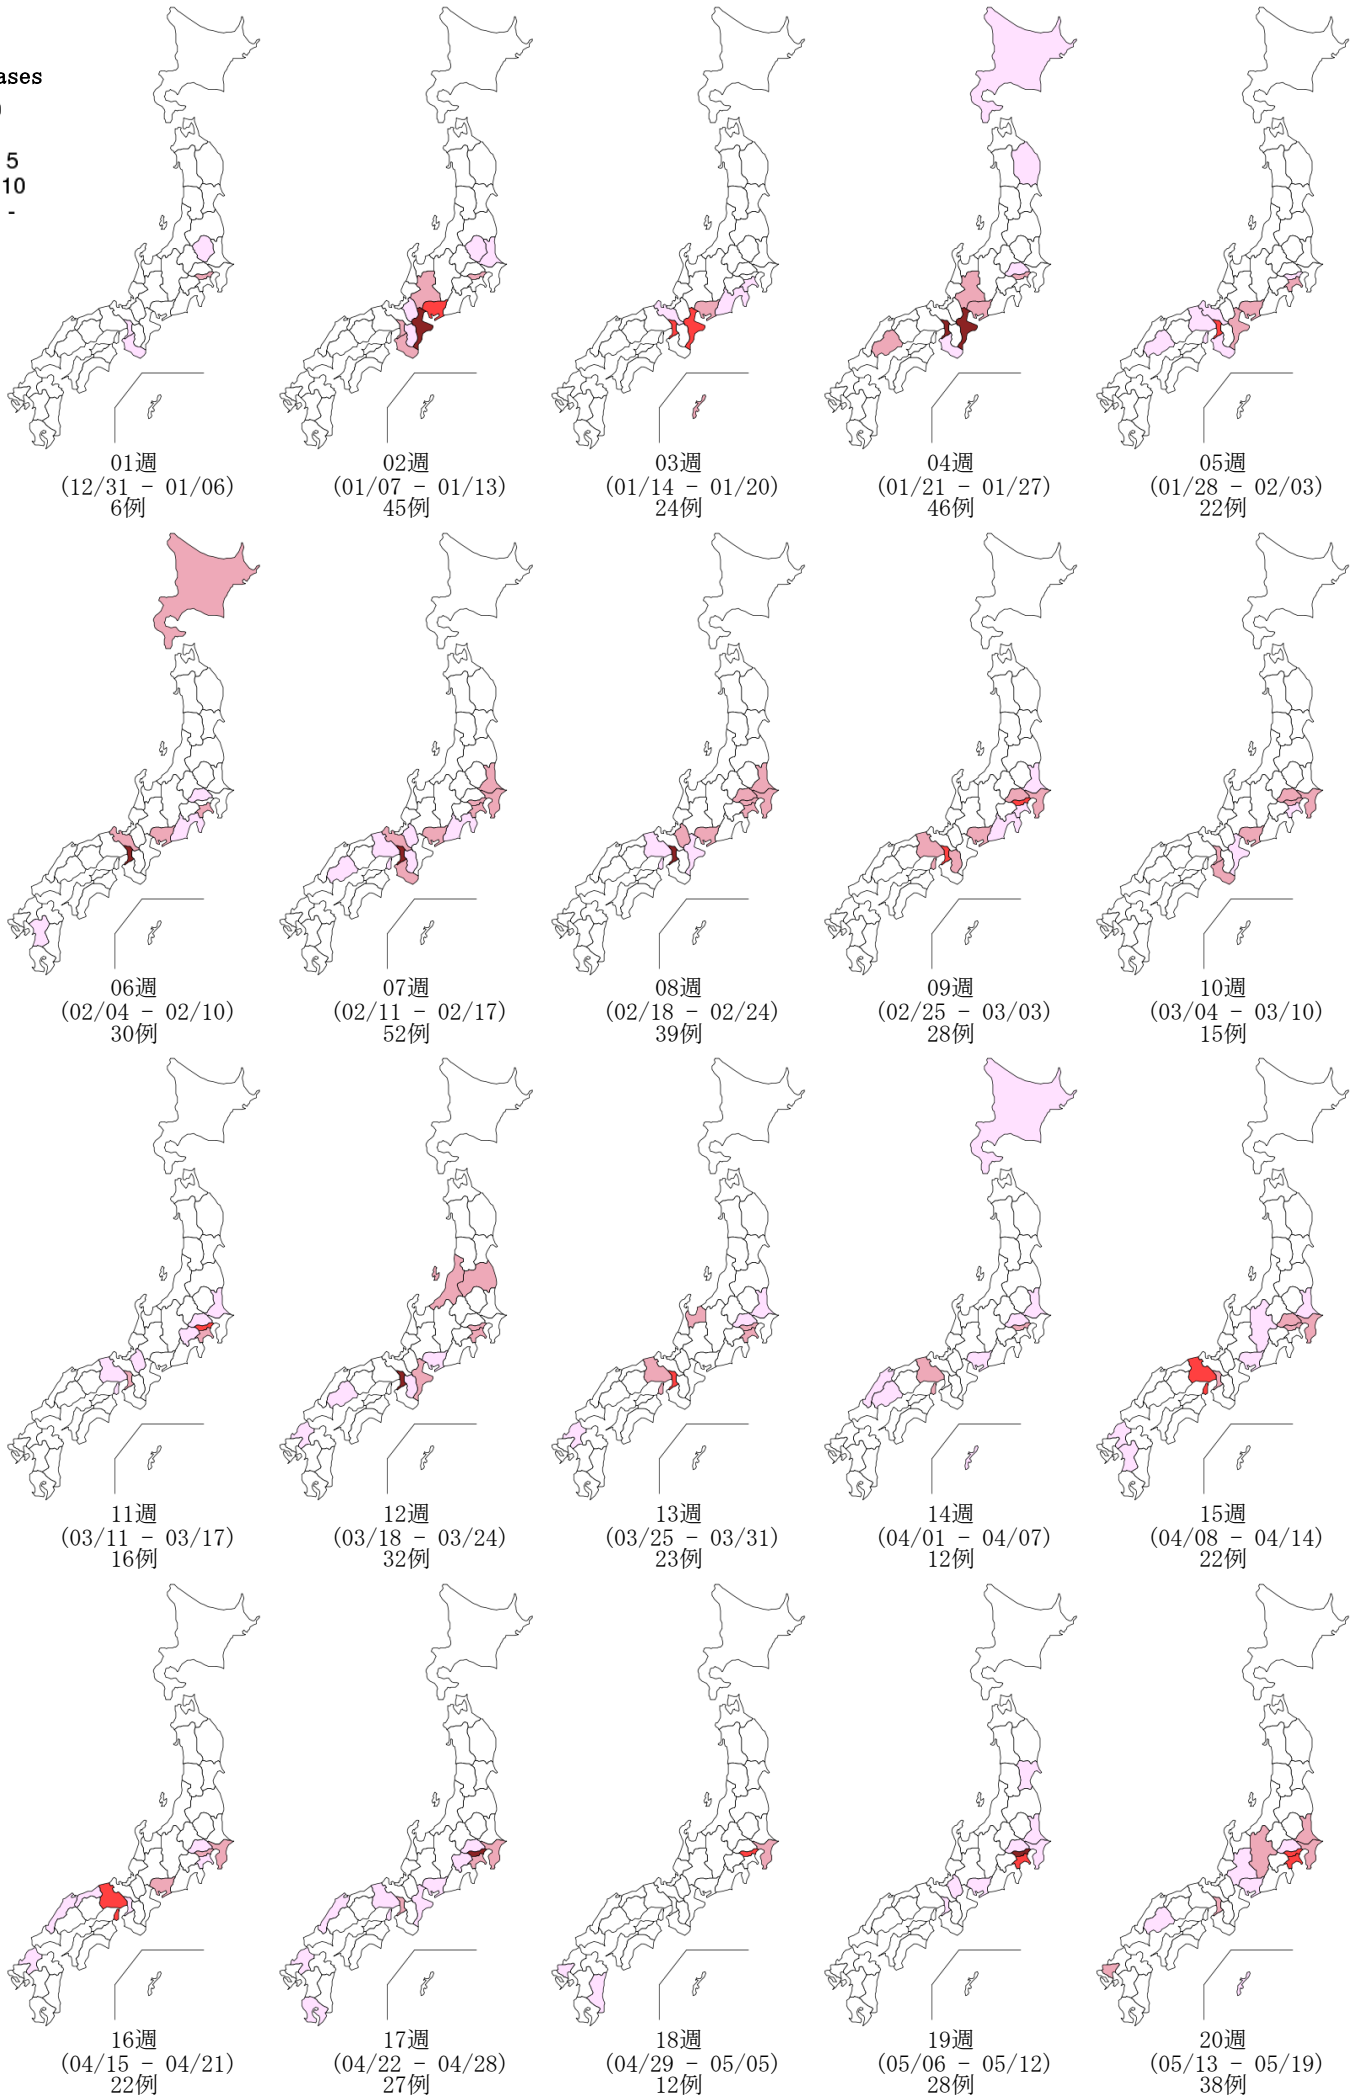 ases
5
10
-
01週
(12/31 - 01/06)
6例
02週
(01/07 - 01/13)
45例
03週
(01/14 - 01/20)
24例
04週
(01/21 - 01/27)
46例
05週
(01/28 - 02/03)
22例
06週
(02/04 - 02/10)
30例
07週
(02/11 - 02/17)
52例
08週
(02/18 - 02/24)
39例
09週
(02/25 - 03/03)
28例
10週
(03/04 - 03/10)
15例
11週
(03/11 - 03/17)
16例
12週
(03/18 - 03/24)
32例
13週
(03/25 - 03/31)
23例
14週
(04/01 - 04/07)
12例
15週
(04/08 - 04/14)
22例
16週
(04/15 - 04/21)
22例
17週
(04/22 - 04/28)
27例
18週
(04/29 - 05/05)
12例
19週
(05/06 - 05/12)
28例
20週
(05/13 - 05/19)
38例